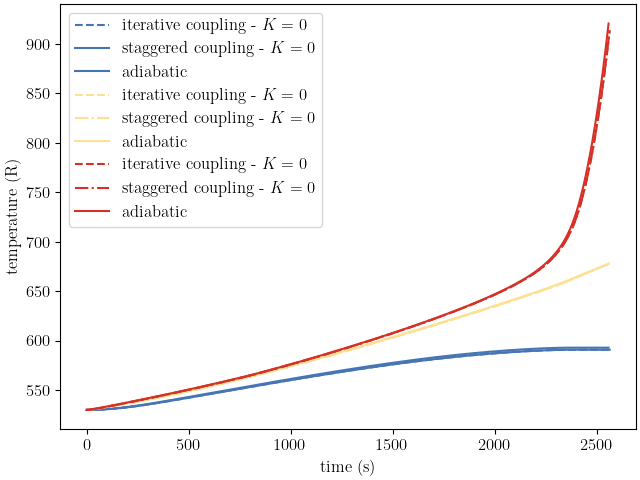 iterative coupling - K = 0
staggered coupling - K = 0
adiabatic
iterative coupling - K = 0
staggered coupling - K = 0
adiabatic
iterative coupling - K = 0
staggered coupling - K = 0
adiabatic
900
850
800
750
700
650
600
550
temperature (R)
0 500 1000 1500 2000 2500
time (s)